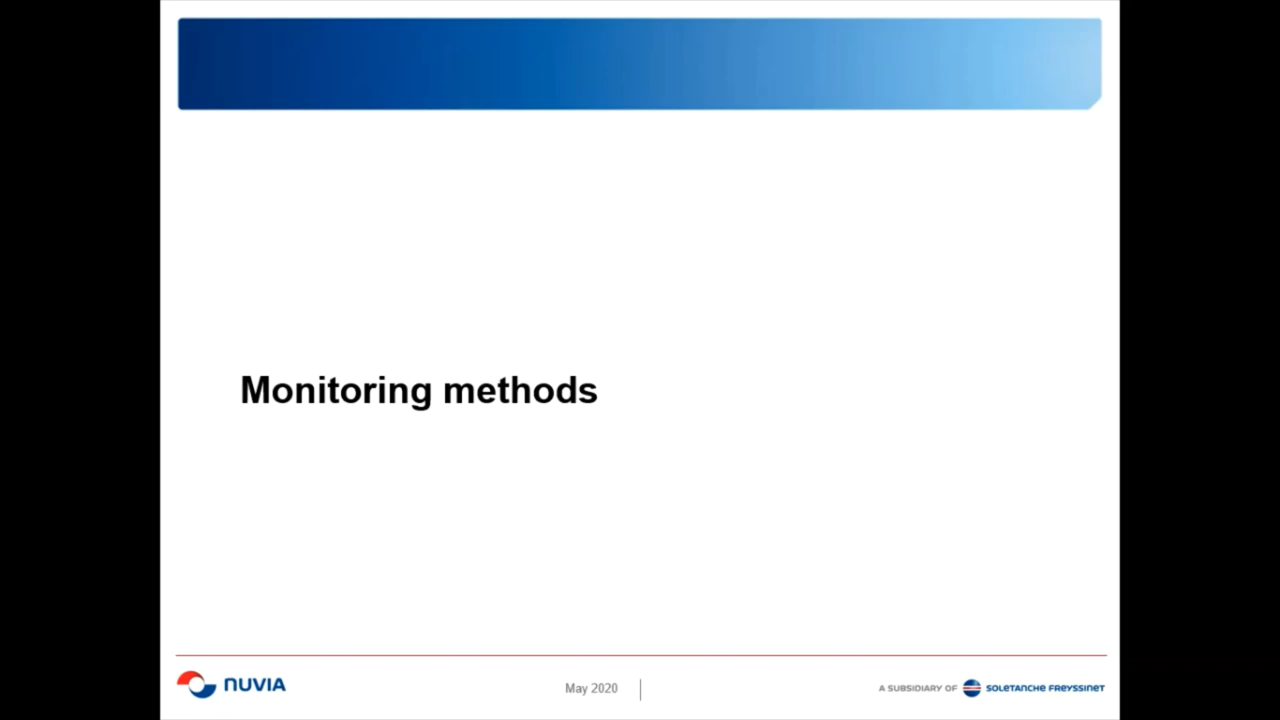 Monitoring methods
NUVIA
May 2020
A SUBSIDIARY OF SOLETANCHE FREYSSINET